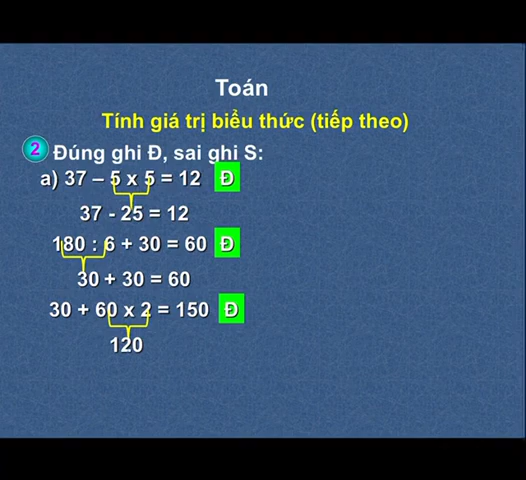 Toán
Tính giá trị biểu thức (tiếp theo)
2 Đúng ghi Đ, sai ghi S:
a) 37 – 5 x 5 = 12 Đ
37 - 25 = 12
180 : 6 + 30 = 60 Đ
30 + 30 = 60
30 + 60 x 2 = 150 Đ
120